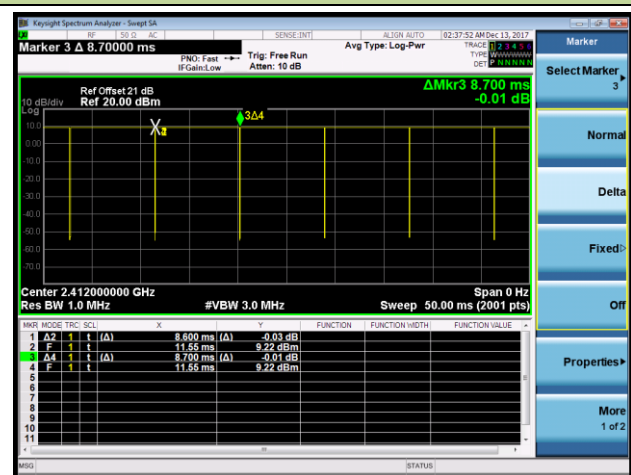 Keysight Spectrum Analyzer - Swept SA
RF 50 Ω AC SENSE:INT ALIGN AUTO 02:37:52 AM Dec 13, 2017
Marker 3 Δ 8.70000 ms
PNO: Fast Trig: Free Run Avg Type: Log-Pwr TRACE 1 2 3 4 5 6
IFGain:Low Atten: 10 dB TYPE WWWWWW
DET P N N N N N
Marker
Select Marker
3
Normal
Delta
Fixed
Off
Properties
More
1 of 2
ΔMkr3 8.700 ms
-0.01 dB
Ref Offset 21 dB
10 dB/div Ref 20.00 dBm
Log
10.0
0.00
-10.0
-20.0
-30.0
-40.0
-50.0
-60.0
-70.0
3Δ4
Center 2.412000000 GHz Span 0 Hz
Res BW 1.0 MHz #VBW 3.0 MHz Sweep 50.00 ms (2001 pts)
MKR MODE TRC SCL X Y FUNCTION FUNCTION WIDTH FUNCTION VALUE
1 Δ2 1 t (Δ) 8.600 ms (Δ) -0.03 dB
2 F 1 t 11.55 ms 9.22 dBm
3 Δ4 1 t (Δ) 8.700 ms (Δ) -0.01 dB
4 F 1 t 11.55 ms 9.22 dBm
5
6
7
8
9
10
11
MSG STATUS